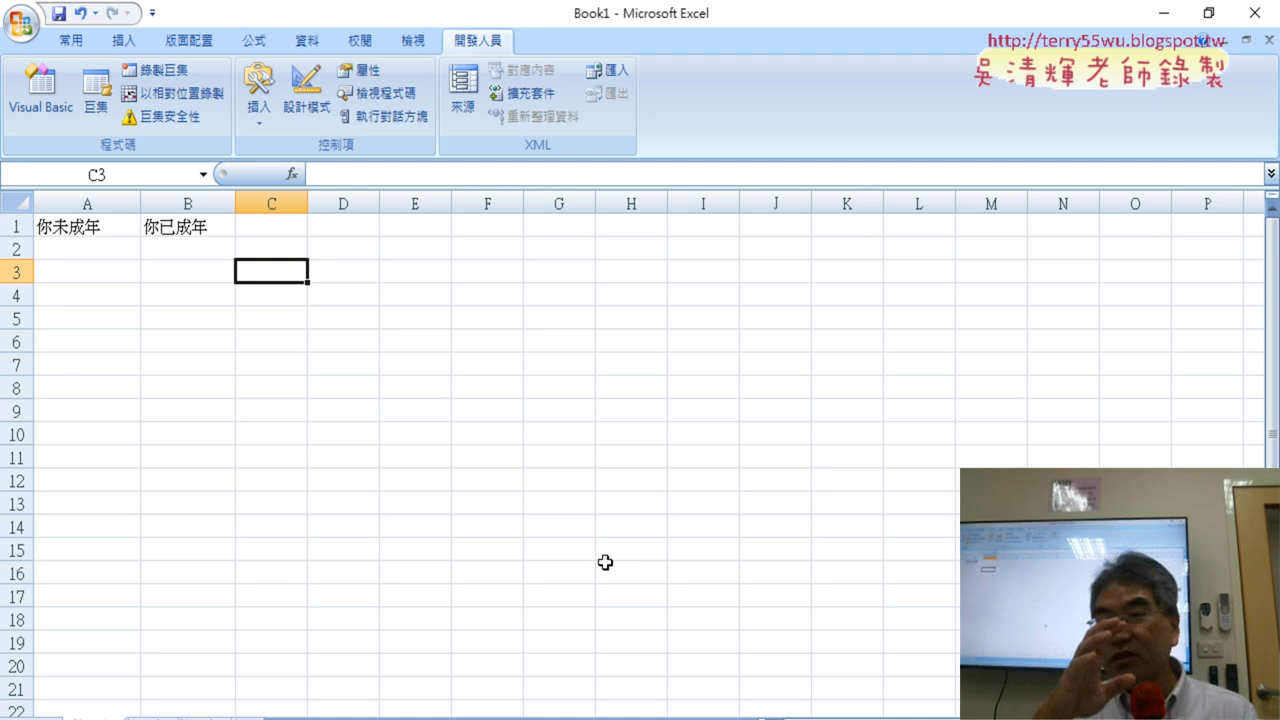 Book1 - Microsoft Excel
常用 插入 版面配置 公式 資料 校閱 檢視 開發人員
http://terry55wu.blogspot.tw
吳清輝老師錄製
Visual Basic
巨集
錄製巨集
以相對位置錄製
巨集安全性
程式碼
插入
設計模式
屬性
檢視程式碼
執行對話方塊
控制項
來源
對應內容
擴充套件
重新整理資料
匯入
匯出
XML
C3
fx
A B C D E F G H I J K L M N O P
1 你未成年 你已成年
2
3
4
5
6
7
8
9
10
11
12
13
14
15
16
17
18
19
20
21
22